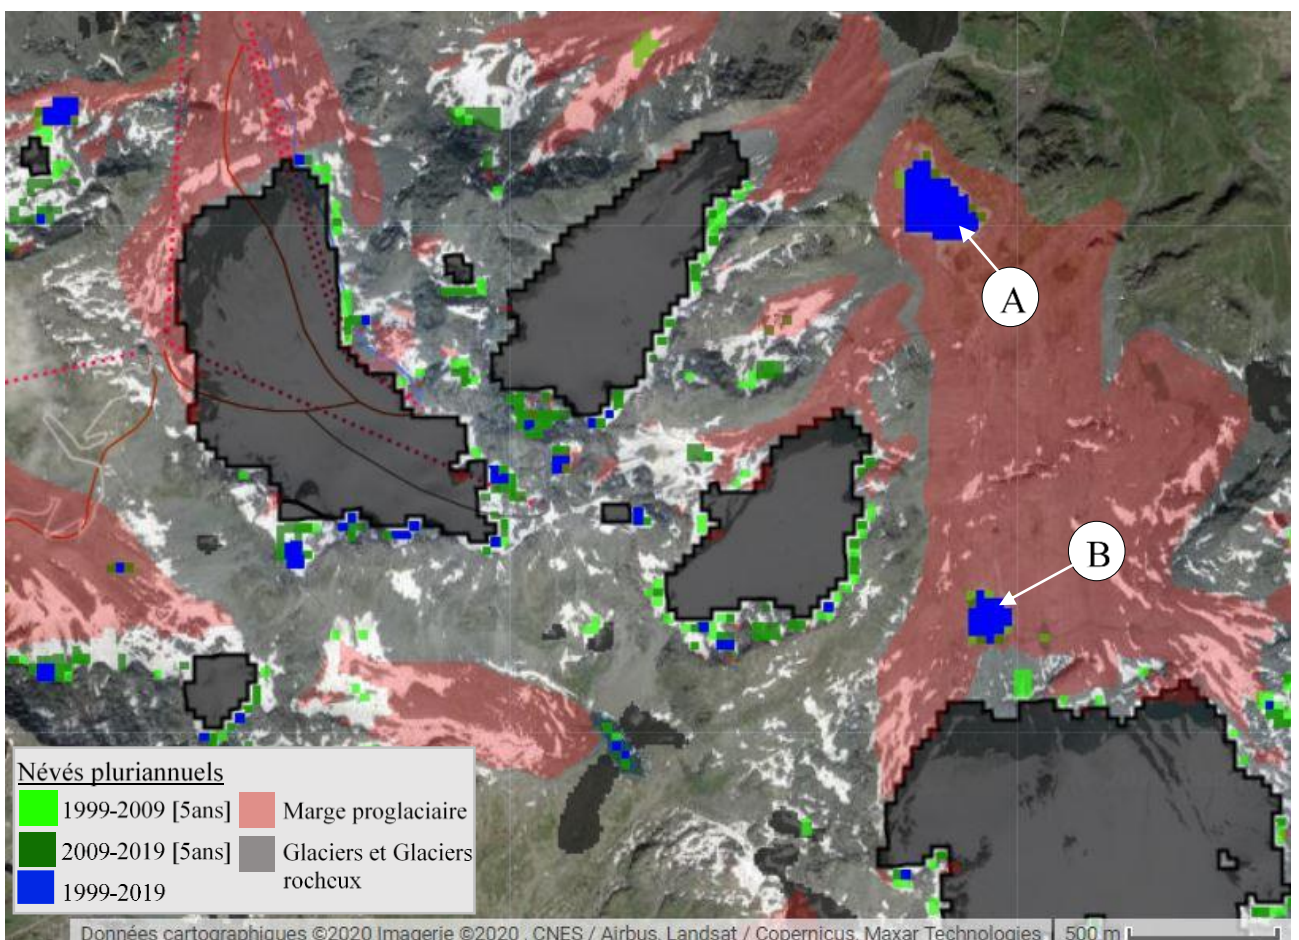 A
B
Névés pluriannuels
1999-2009 [5ans]
Marge proglaciaire
2009-2019 [5ans]
Glaciers et Glaciers
rocheux
1999-2019
Données cartographiques ©2020 Imagerie ©2020 , CNES / Airbus, Landsat / Copernicus, Maxar Technologies
500 m